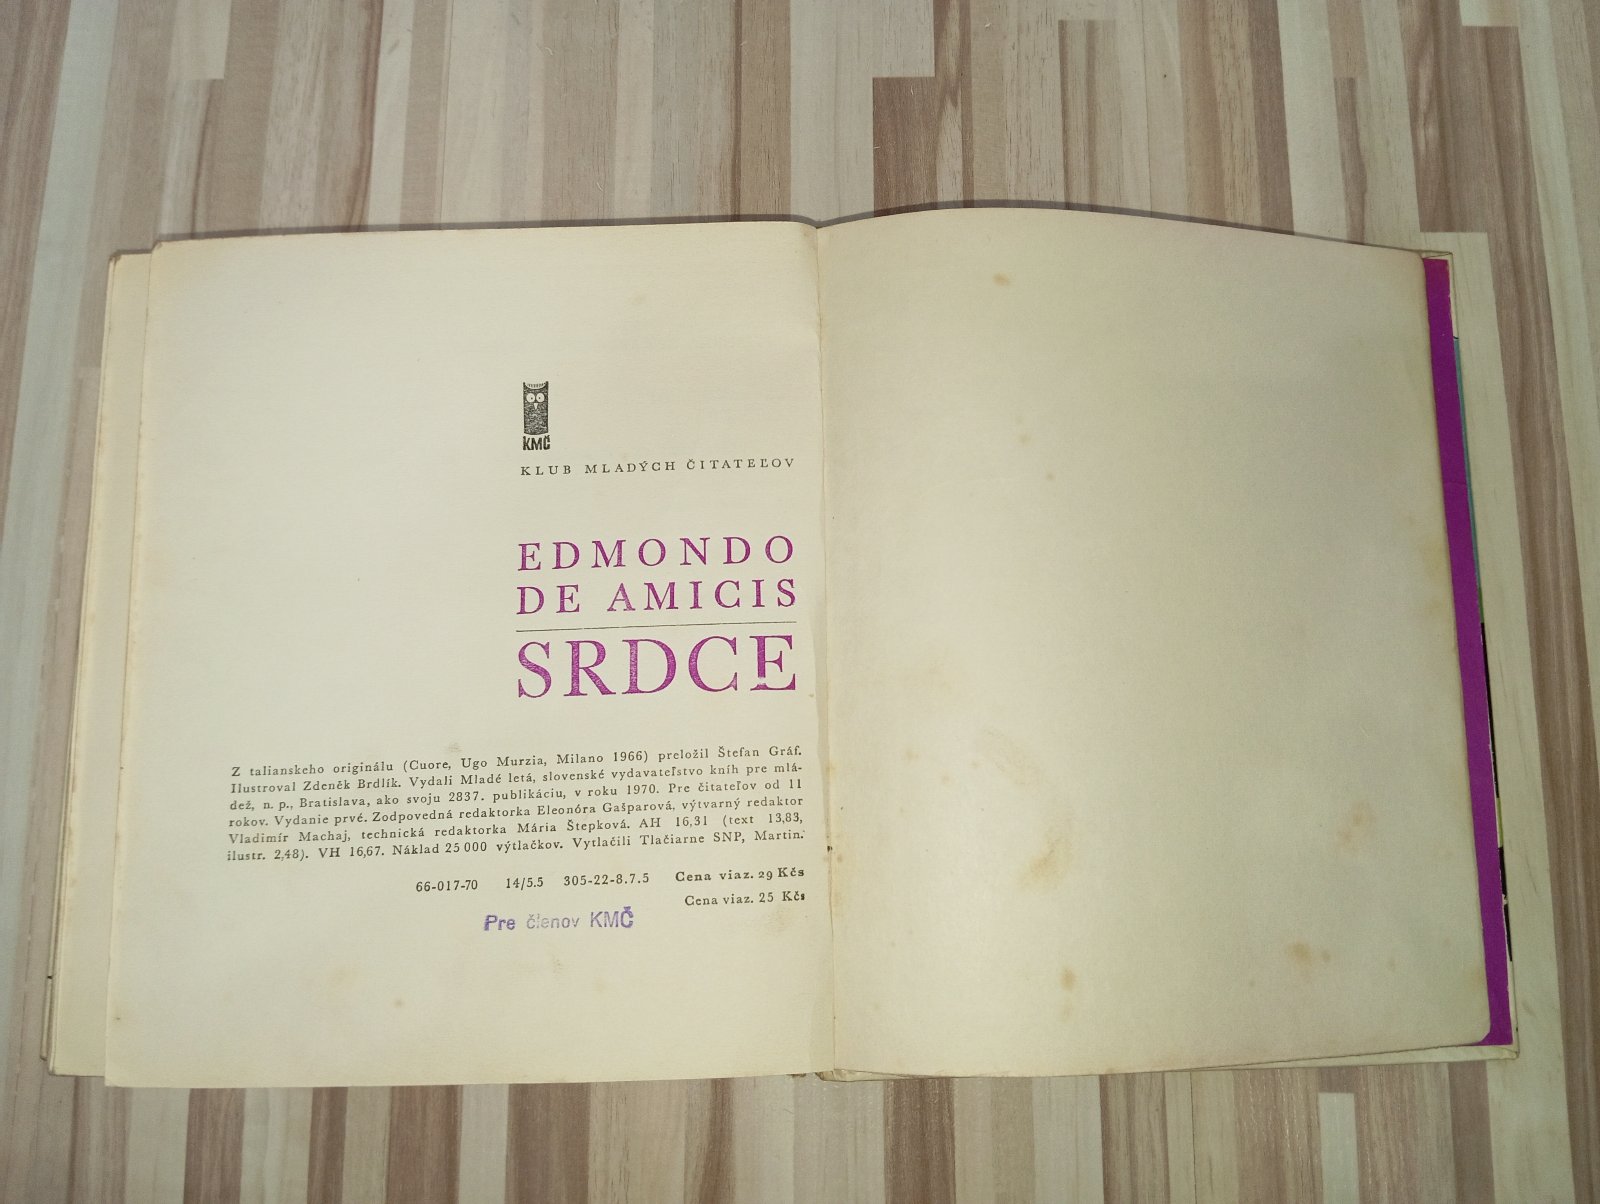 KMČ
KLUB MLADÝCH ČITATEĽOV
EDMONDO
DE AMICIS
SRDCE
Z talianskeho originálu (Cuore, Ugo Murzia, Milano 1966) preložil Štefan Gráf.
Ilustroval Zdeněk Brdlík. Vydali Mladé letá, slovenské vydavateľstvo kníh pre mlá-
dež, n. p., Bratislava, ako svoju 2837. publikáciu, v roku 1970. Pre čitateľov od 11
rokov. Vydanie prvé. Zodpovedná redaktorka Eleonóra Gašparová, výtvarný redaktor
Vladimír Machaj, technická redaktorka Mária Štepková. AH 16,31 (text 13,83,
ilustr. 2,48). VH 16,67. Náklad 25 000 výtlačkov. Vytlačili Tlačiarne SNP, Martin.
66-017-70 14/5.5 305-22-8.7.5 Cena viaz. 29 Kčs
Cena viaz. 25 Kčs
Pre členov KMČ